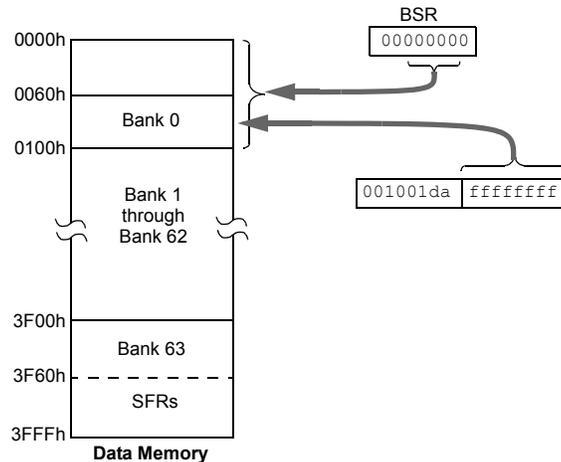 BSR
0000h
00000000
0060h
Bank 0
0100h
Bank 1
through
Bank 62
001001da ffffffff
3F00h
Bank 63
3F60h
SFRs
3FFFh
Data Memory